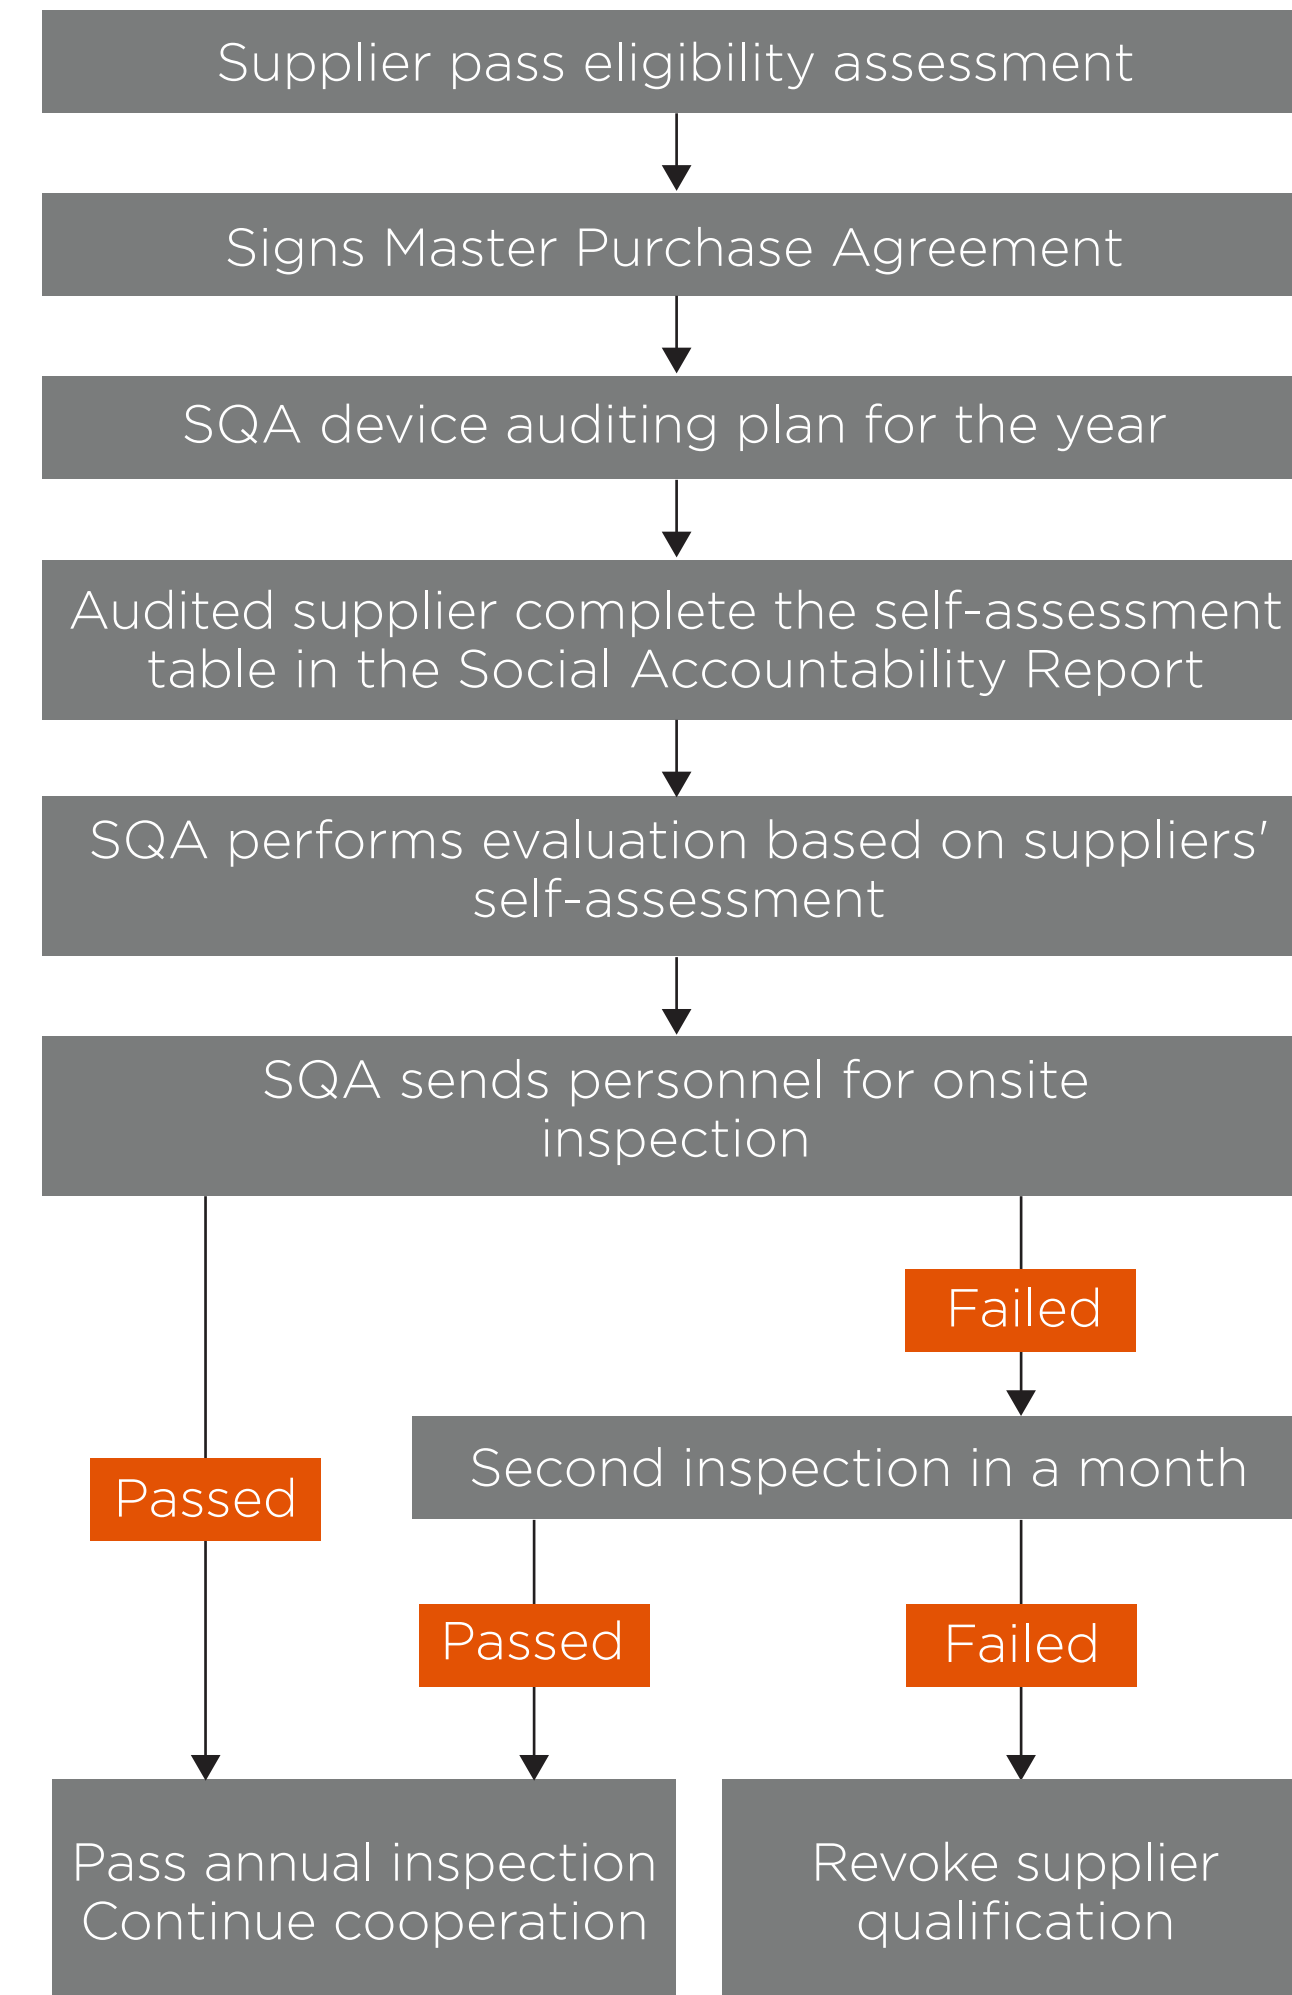 Supplier pass eligibility assessment
Signs Master Purchase Agreement
SQA device auditing plan for the year
Audited supplier complete the self-assessment
table in the Social Accountability Report
SQA performs evaluation based on suppliers'
self-assessment
SQA sends personnel for onsite
inspection
Failed
Second inspection in a month
Passed
Passed
Failed
Pass annual inspection
Continue cooperation
Revoke supplier
qualification